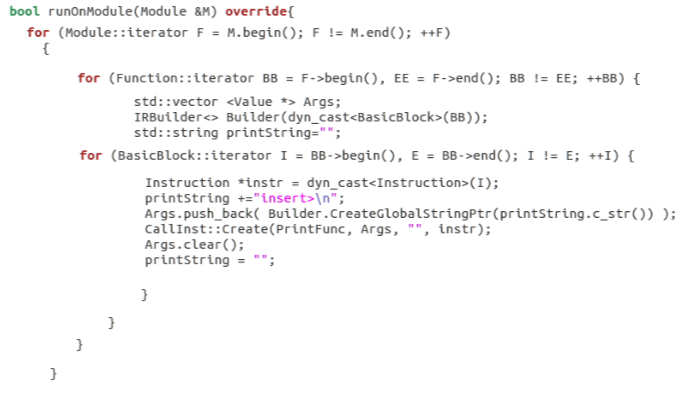 bool runOnModule(Module &M) override{
for (Module::iterator F = M.begin(); F != M.end(); ++F)
{
for (Function::iterator BB = F->begin(), EE = F->end(); BB != EE; ++BB) {
std::vector <Value *> Args;
IRBuilder<> Builder(dyn_cast<BasicBlock>(BB));
std::string printString="";
for (BasicBlock::iterator I = BB->begin(), E = BB->end(); I != E; ++I) {
Instruction *instr = dyn_cast<Instruction>(I);
printString +="insert>\n";
Args.push_back( Builder.CreateGlobalStringPtr(printString.c_str()) );
CallInst::Create(PrintFunc, Args, "", instr);
Args.clear();
printString = "";
}
}
}
}